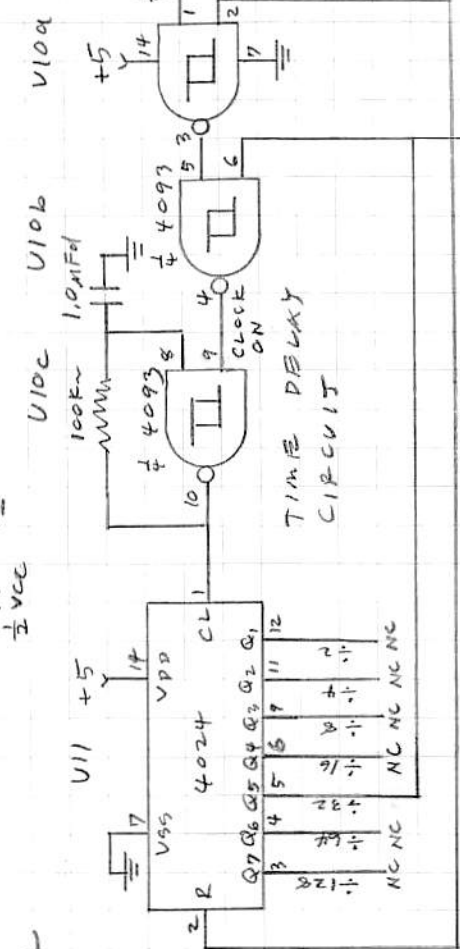 U10a
+5
14
7
1
2
3
U10b
1/4 4093
5
6
4
CLOCK
ON
U10c
1.0 MFd
100K~
1/4 4093
8
9
10
TIME DELAY
CIRCUIT
1/2 VCC
U11
+5
14
VDD
7
VSS
4024
CL
1
R
2
Q1
12
÷2
NC
Q2
11
÷4
NC
Q3
9
÷8
NC
Q4
6
÷16
NC
Q5
5
÷32
Q6
4
÷64
NC
Q7
3
÷128
NC